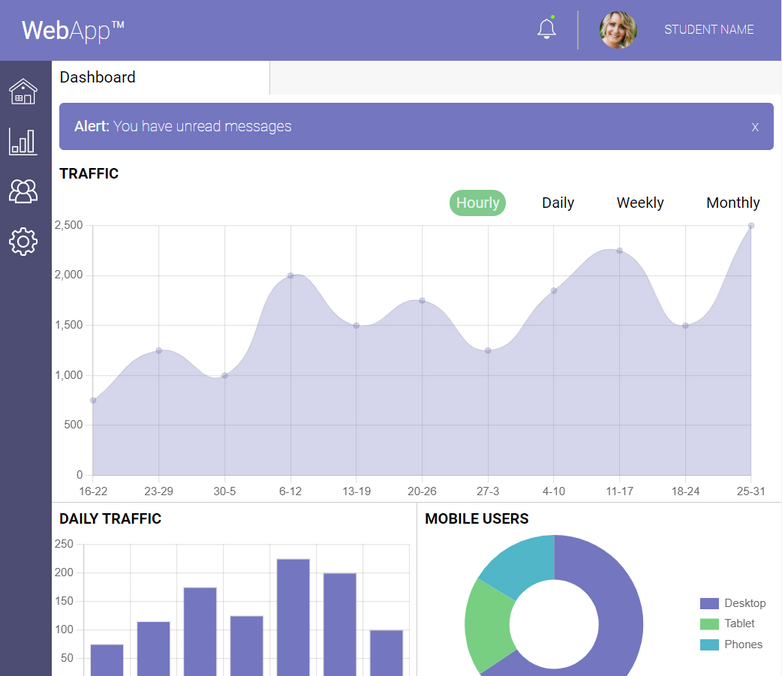 WebApp™
STUDENT NAME
Dashboard
Alert: You have unread messages x
TRAFFIC
Hourly Daily Weekly Monthly
2,500
2,000
1,500
1,000
500
0
16-22 23-29 30-5 6-12 13-19 20-26 27-3 4-10 11-17 18-24 25-31
DAILY TRAFFIC
250
200
150
100
50
MOBILE USERS
Desktop
Tablet
Phones